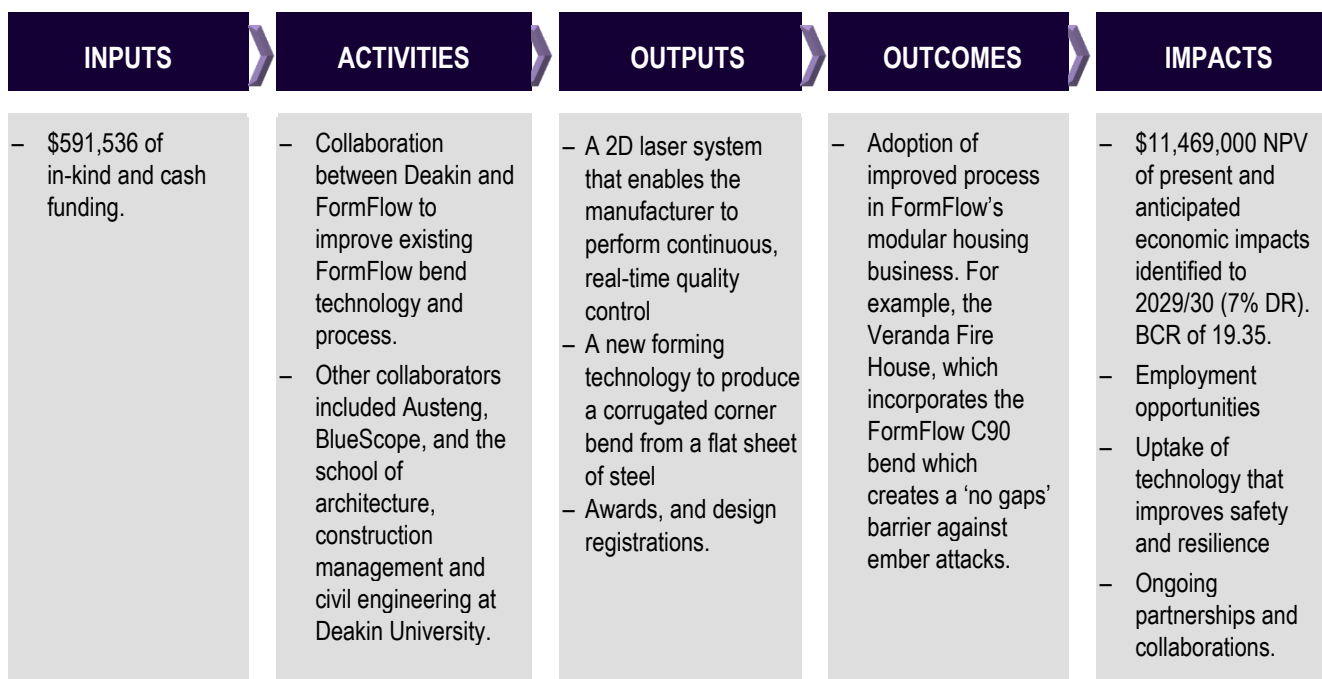 INPUTS
ACTIVITIES
OUTPUTS
OUTCOMES
IMPACTS
– $591,536 of
in-kind and cash
funding.
– Collaboration
between Deakin and
FormFlow to
improve existing
FormFlow bend
technology and
process.
– Other collaborators
included Austeng,
BlueScope, and the
school of
architecture,
construction
management and
civil engineering at
Deakin University.
– A 2D laser system
that enables the
manufacturer to
perform continuous,
real-time quality
control
– A new forming
technology to produce
a corrugated corner
bend from a flat sheet
of steel
– Awards, and design
registrations.
– Adoption of
improved process
in FormFlow’s
modular housing
business. For
example, the
Veranda Fire
House, which
incorporates the
FormFlow C90
bend which
creates a ‘no gaps’
barrier against
ember attacks.
– $11,469,000 NPV
of present and
anticipated
economic impacts
identified to
2029/30 (7% DR).
BCR of 19.35.
– Employment
opportunities
– Uptake of
technology that
improves safety
and resilience
– Ongoing
partnerships and
collaborations.